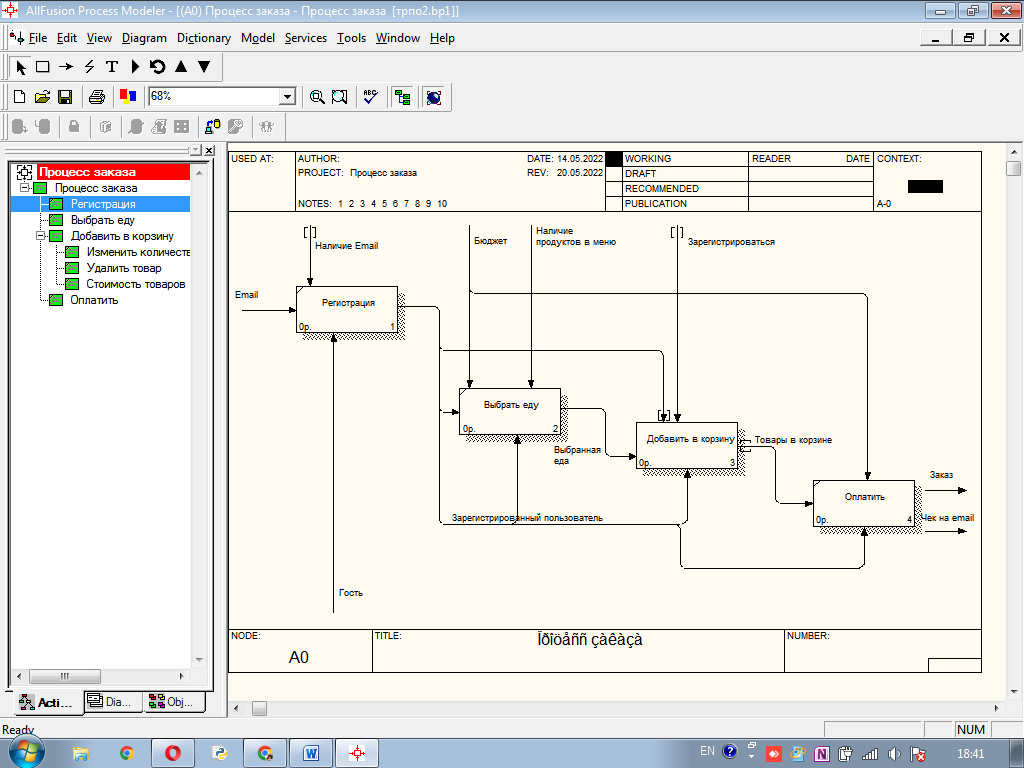 AllFusion Process Modeler - [(A0) Процесс заказа - Процесс заказа [трпо2.bp1]]
File Edit View Diagram Dictionary Model Services Tools Window Help
68%
ABC
Процесс заказа
Процесс заказа
Регистрация
Выбрать еду
Добавить в корзину
Изменить количеств
Удалить товар
Стоимость товаров
Оплатить
Acti...
Dia...
Obj...
USED AT:
AUTHOR:
DATE: 14.05.2022
PROJECT: Процесс заказа
REV: 20.05.2022
NOTES: 1 2 3 4 5 6 7 8 9 10
WORKING
DRAFT
RECOMMENDED
PUBLICATION
READER
DATE
CONTEXT:
A-0
Наличие Email
Бюджет
Наличие
продуктов в меню
Зарегистрироваться
Email
Регистрация
0р. 1
Выбрать еду
0р. 2
Выбранная
еда
Добавить в корзину
0р. 3
Товары в корзине
Оплатить
0р. 4
Заказ
Чек на email
Зарегистрированный пользователь
Гость
NODE:
A0
TITLE:
Ïðîöåññ çàêàçà
NUMBER:
Ready
NUM
EN
18:41